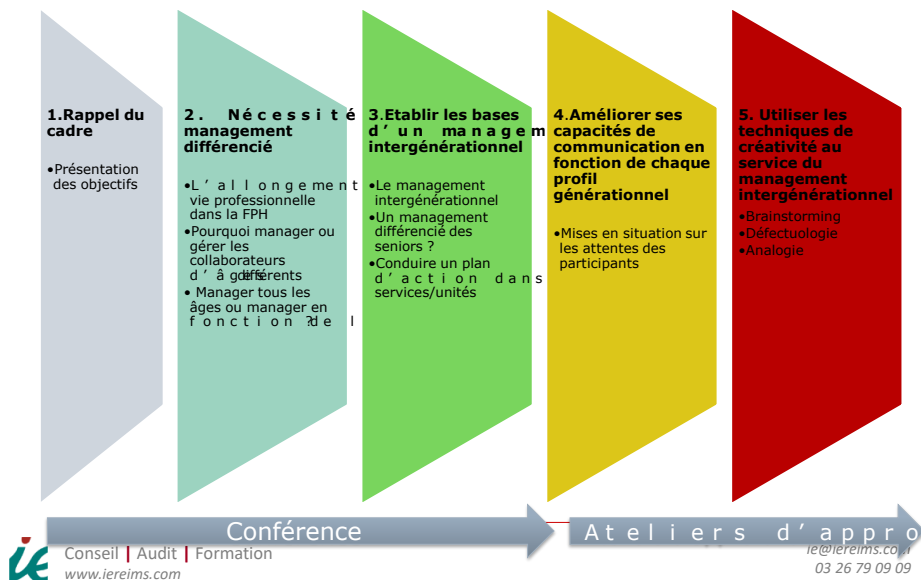 1.Rappel du
cadre
•Présentation
des objectifs
2. Nécessité
management
différencié
•L’allongement
vie professionnelle
dans la FPH
•Pourquoi manager ou
gérer les
collaborateurs
d’âges différents
• Manager tous les
âges ou manager en
fonction de l ?
3.Etablir les bases
d’un managem
intergénérationnel
•Le management
intergénérationnel
•Un management
différencié des
seniors ?
•Conduire un plan
d’action dans
services/unités
4.Améliorer ses
capacités de
communication en
fonction de chaque
profil
générationnel
•Mises en situation sur
les attentes des
participants
5. Utiliser les
techniques de
créativité au
service du
management
intergénérationnel
•Brainstorming
•Défectuologie
•Analogie
Conférence
Ateliers d’appro
ie
Conseil | Audit | Formation
www.iereims.com
ie@iereims.com
03 26 79 09 09